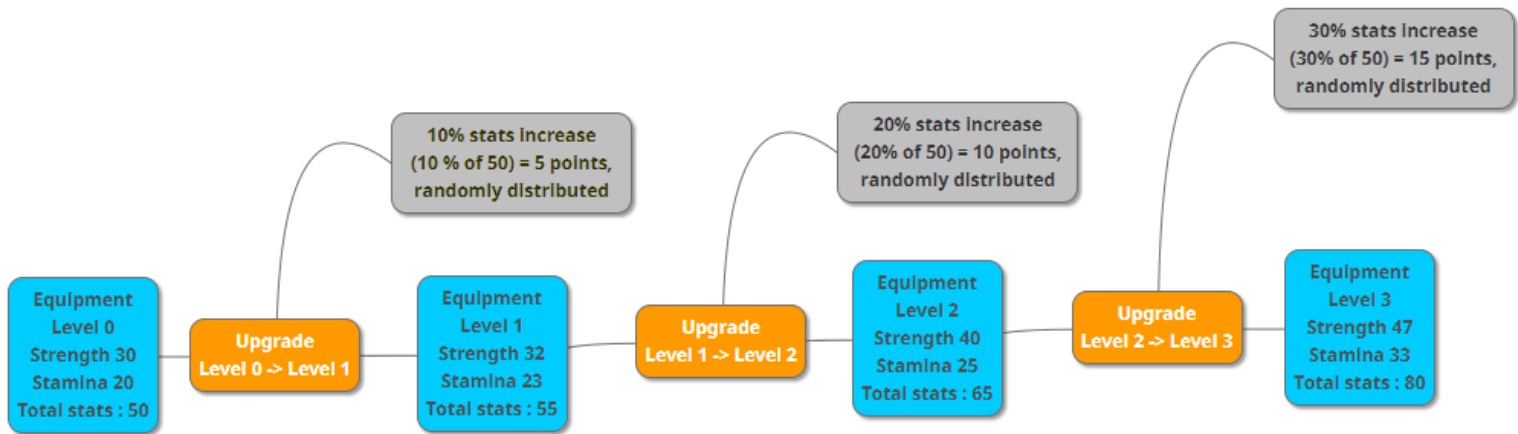 30% stats increase
(30% of 50) = 15 points,
randomly distributed
20% stats increase
(20% of 50) = 10 points,
randomly distributed
10% stats increase
(10 % of 50) = 5 points,
randomly distributed
Equipment
Level 0
Strength 30
Stamina 20
Total stats : 50
Upgrade
Level 0 -> Level 1
Equipment
Level 1
Strength 32
Stamina 23
Total stats : 55
Upgrade
Level 1 -> Level 2
Equipment
Level 2
Strength 40
Stamina 25
Total stats : 65
Upgrade
Level 2 -> Level 3
Equipment
Level 3
Strength 47
Stamina 33
Total stats : 80